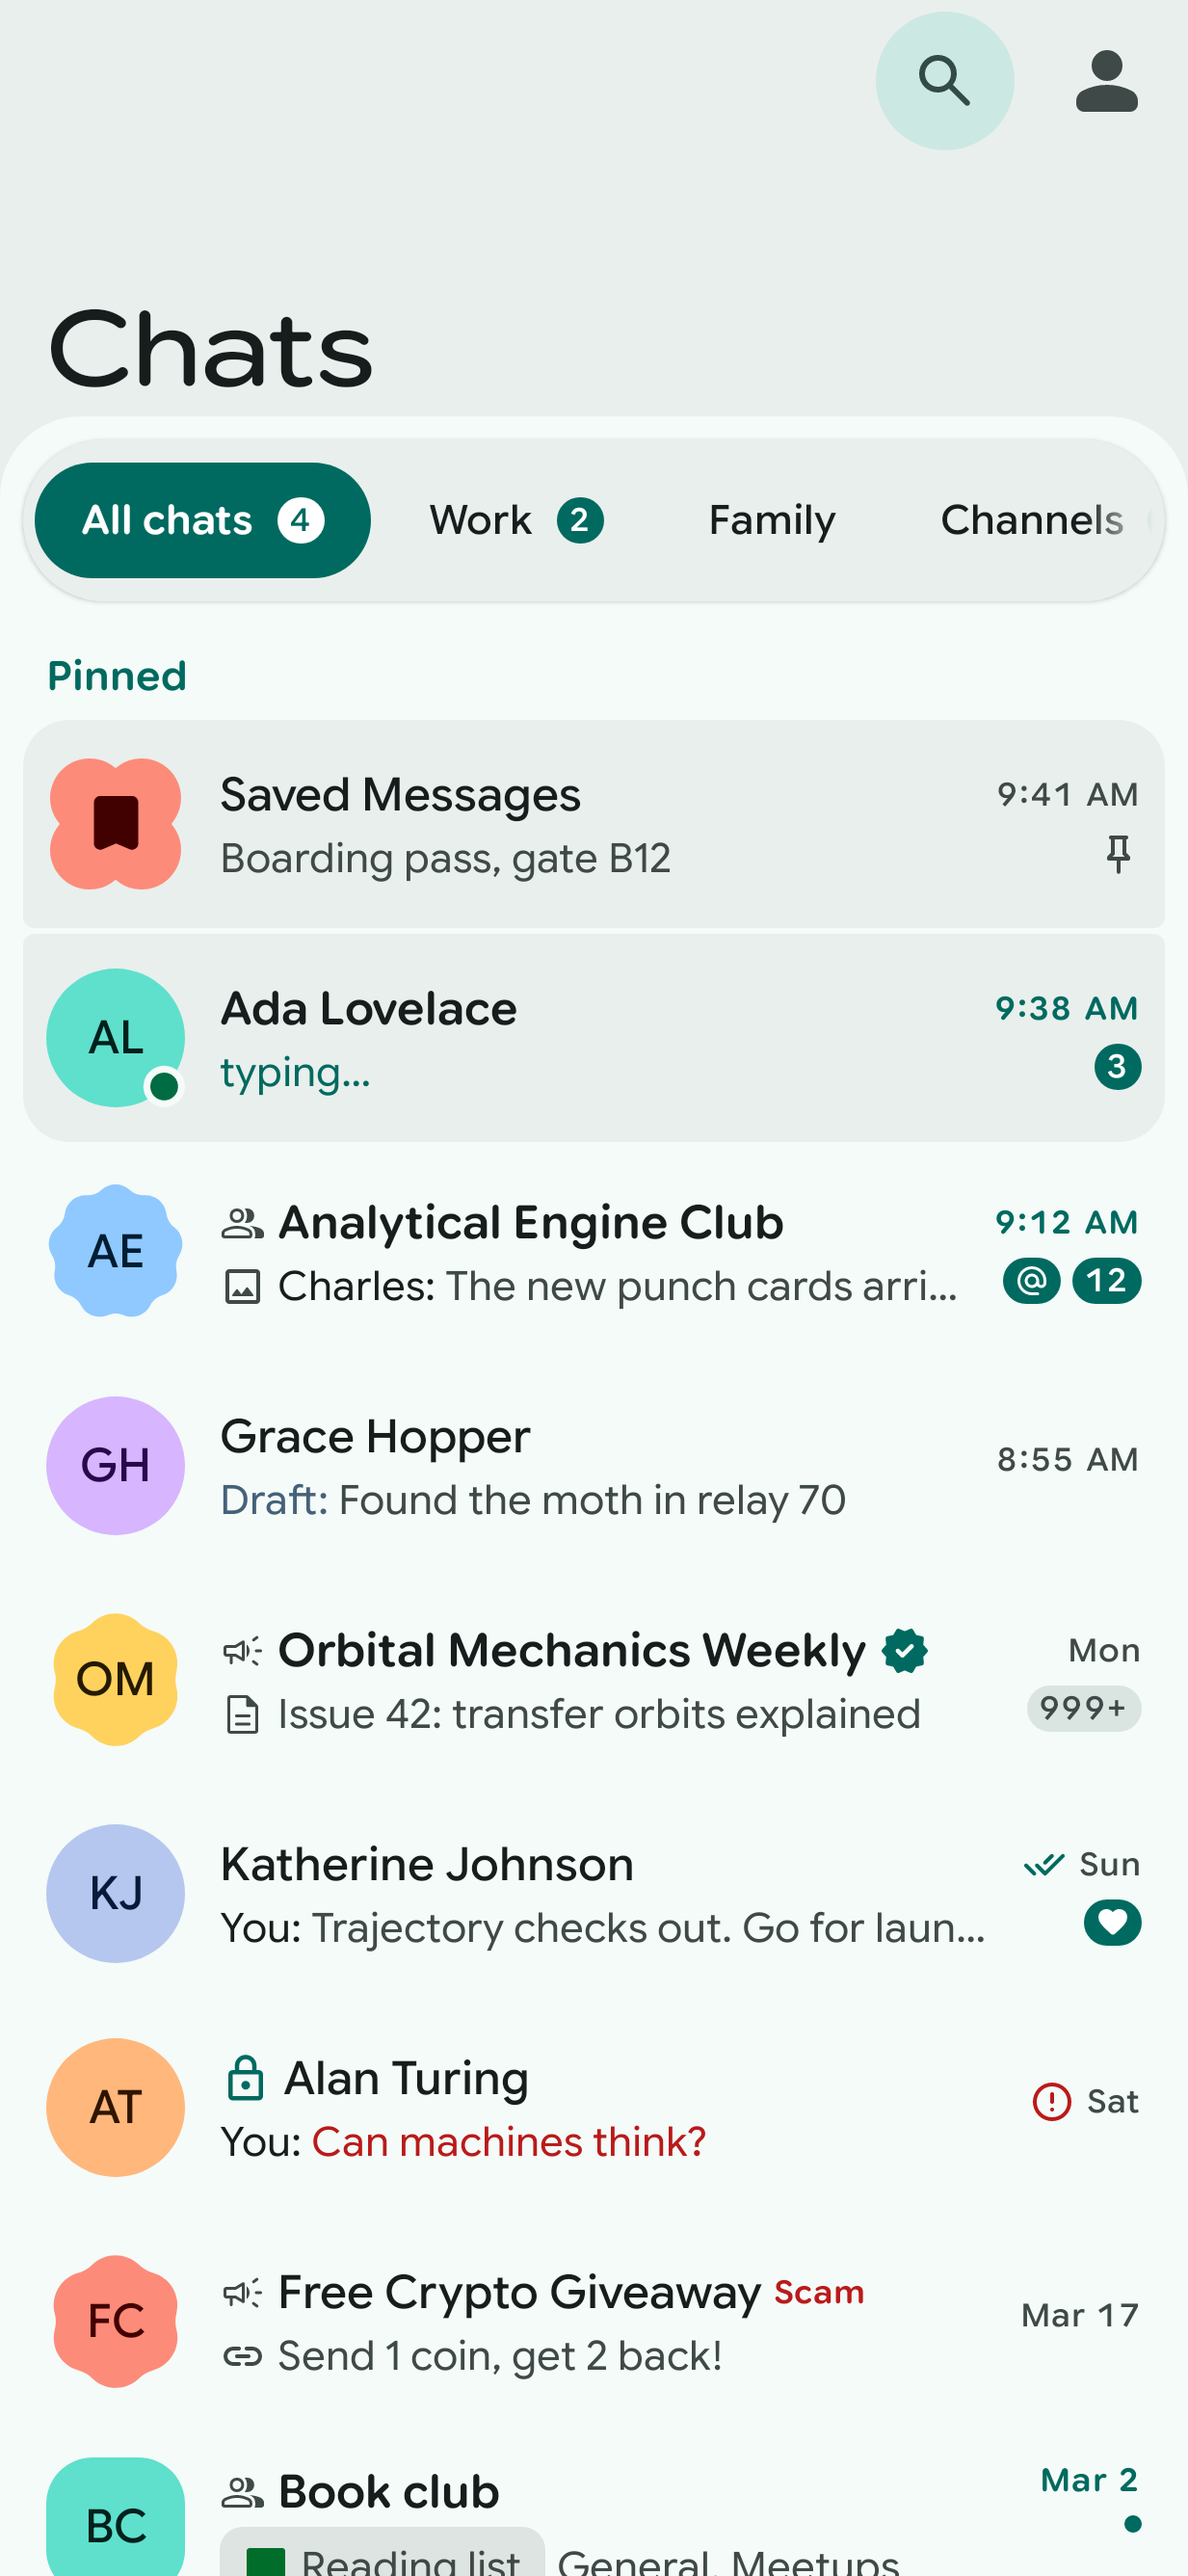 Chats
All chats 4 Work 2 Family Channels
Pinned
Saved Messages 9:41 AM
Boarding pass, gate B12
AL Ada Lovelace 9:38 AM
typing... 3
AE Analytical Engine Club 9:12 AM
Charles: The new punch cards arri... @ 12
GH Grace Hopper 8:55 AM
Draft: Found the moth in relay 70
OM Orbital Mechanics Weekly Mon
Issue 42: transfer orbits explained 999+
KJ Katherine Johnson Sun
You: Trajectory checks out. Go for laun...
AT Alan Turing Sat
You: Can machines think?
FC Free Crypto Giveaway Scam Mar 17
Send 1 coin, get 2 back!
BC Book club Mar 2
Reading list General, Meetups